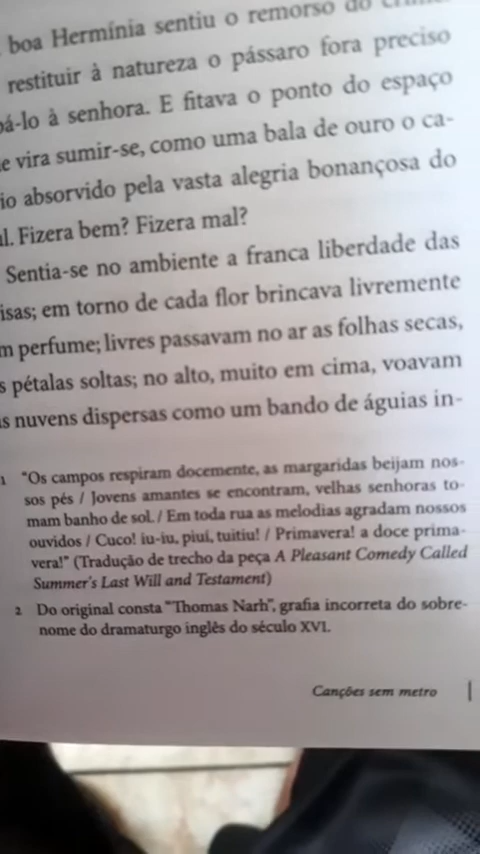 boa Hermínia sentiu o remorso do
restituir à natureza o pássaro fora preciso
bá-lo à senhora. E fitava o ponto do espaço
e vira sumir-se, como uma bala de ouro o ca-
io absorvido pela vasta alegria bonançosa do
l. Fizera bem? Fizera mal?
Sentia-se no ambiente a franca liberdade das
isas; em torno de cada flor brincava livremente
m perfume; livres passavam no ar as folhas secas,
s pétalas soltas; no alto, muito em cima, voavam
as nuvens dispersas como um bando de águias in-
1 "Os campos respiram docemente, as margaridas beijam nos-
sos pés / Jovens amantes se encontram, velhas senhoras to-
mam banho de sol. / Em toda rua as melodias agradam nossos
ouvidos / Cuco! iu-iu, piuí, tuitiu! / Primavera! a doce prima-
vera!" (Tradução de trecho da peça A Pleasant Comedy Called
Summer's Last Will and Testament)
2 Do original consta "Thomas Narh", grafia incorreta do sobre-
nome do dramaturgo inglês do século XVI.
Canções sem metro |